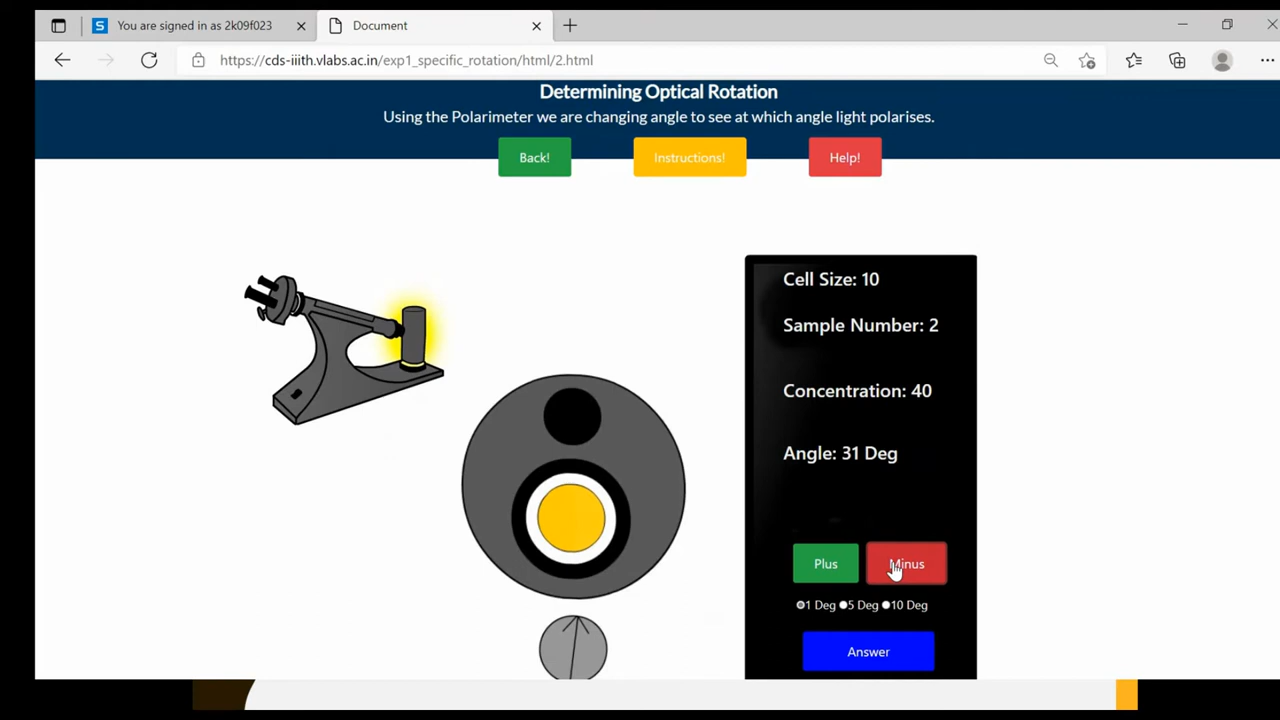 You are signed in as 2k09f023
Document
https://cds-iiith.vlabs.ac.in/exp1_specific_rotation/html/2.html
Determining Optical Rotation
Using the Polarimeter we are changing angle to see at which angle light polarises.
Back! Instructions! Help!
Cell Size: 10
Sample Number: 2
Concentration: 40
Angle: 31 Deg
Plus Minus
1 Deg 5 Deg 10 Deg
Answer